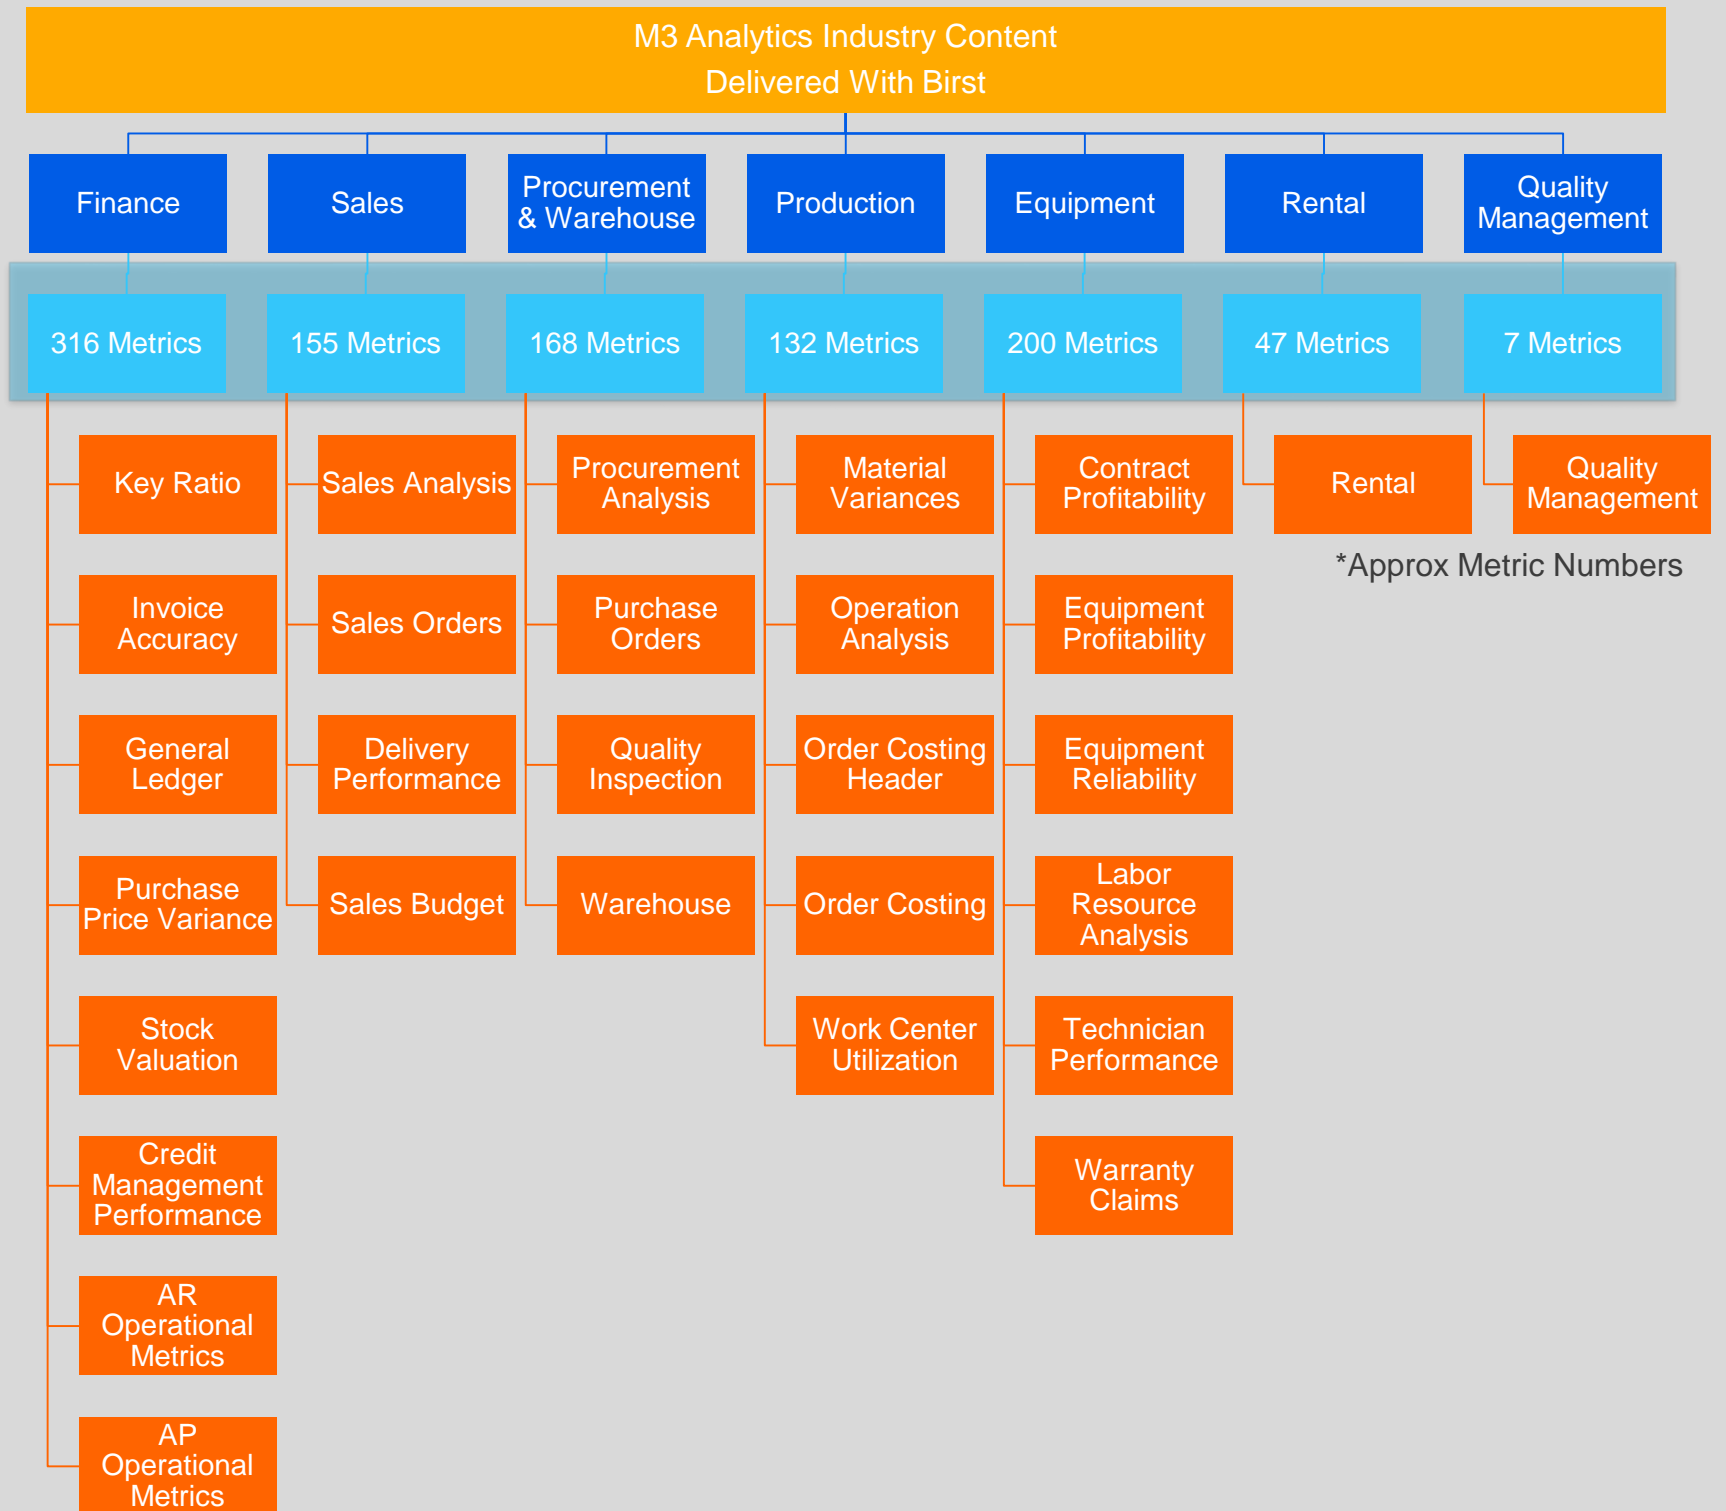 M3 Analytics Industry Content
Delivered With Birst
Finance
Sales
Procurement
& Warehouse
Production
Equipment
Rental
Quality
Management
316 Metrics
155 Metrics
168 Metrics
132 Metrics
200 Metrics
47 Metrics
7 Metrics
Key Ratio
Sales Analysis
Procurement
Analysis
Material
Variances
Contract
Profitability
Rental
Quality
Management
*Approx Metric Numbers
Invoice
Accuracy
Sales Orders
Purchase
Orders
Operation
Analysis
Equipment
Profitability
General
Ledger
Delivery
Performance
Quality
Inspection
Order Costing
Header
Equipment
Reliability
Purchase
Price Variance
Sales Budget
Warehouse
Order Costing
Labor
Resource
Analysis
Stock
Valuation
Work Center
Utilization
Technician
Performance
Credit
Management
Performance
Warranty
Claims
AR
Operational
Metrics
AP
Operational
Metrics